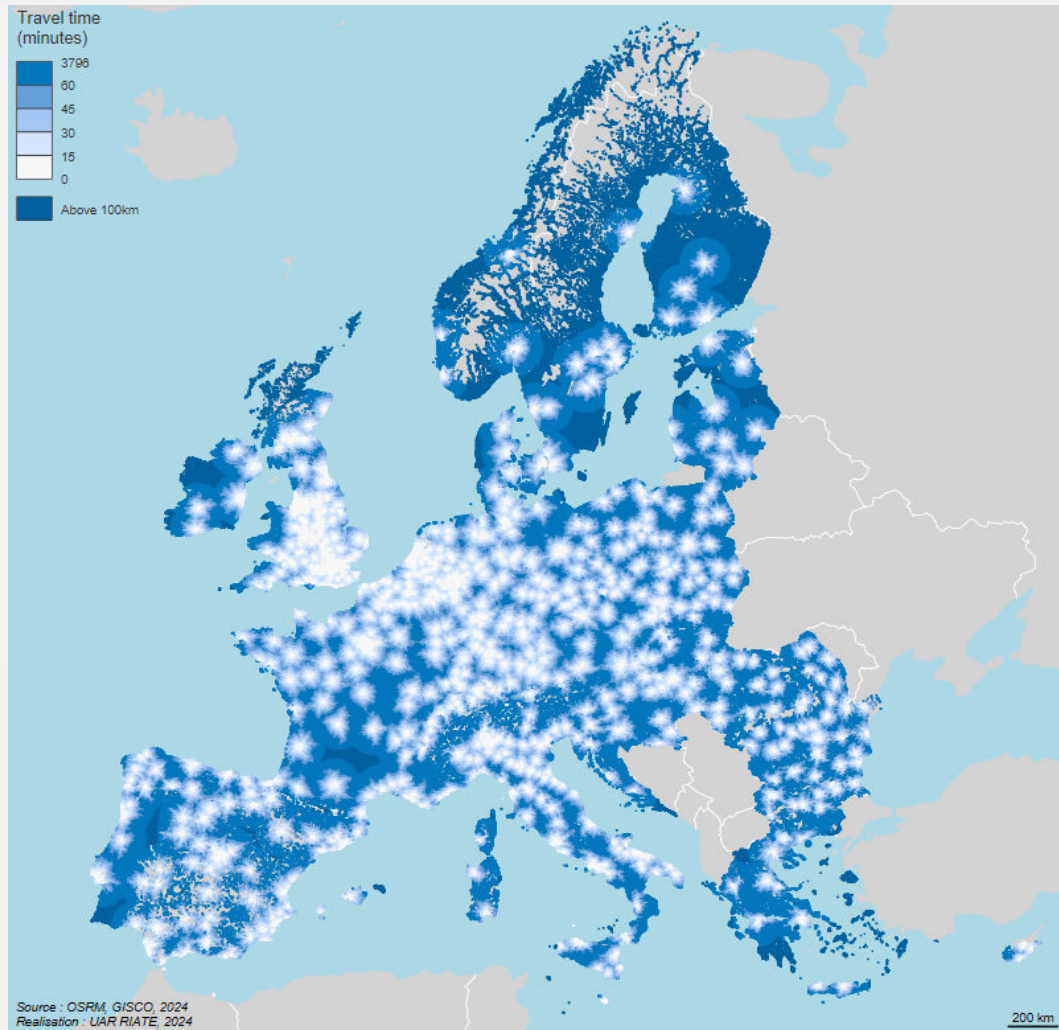 Travel time
(minutes)
3796
60
45
30
15
0
Above 100km
Source : OSRM, GISCO, 2024
Realisation : UAR RIATE, 2024
200 km